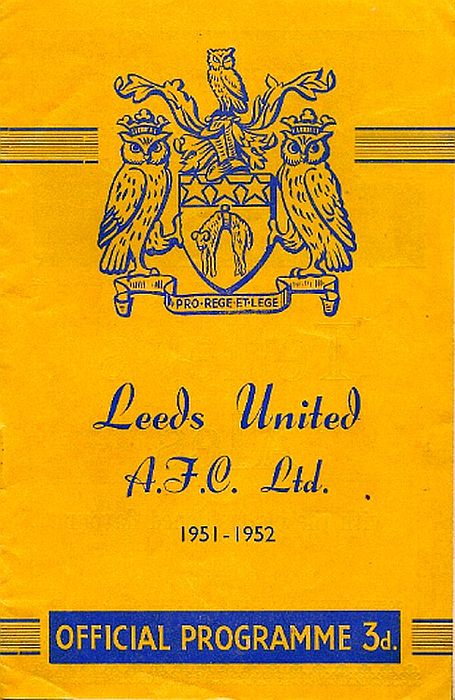 PRO·REGE·ET·LEGE
Leeds United
A.F.C. Ltd.
1951-1952
OFFICIAL PROGRAMME 3d.